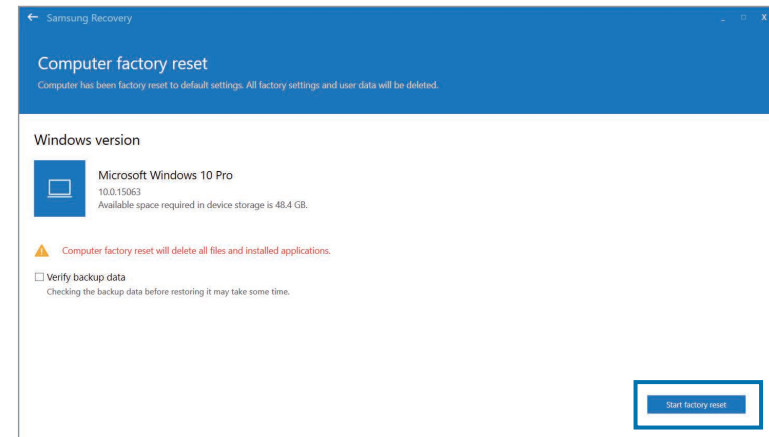 Samsung Recovery
Computer factory reset
Computer has been factory reset to default settings. All factory settings and user data will be deleted.
Windows version
Microsoft Windows 10 Pro
10.0.15063
Available space required in device storage is 48.4 GB.
Computer factory reset will delete all files and installed applications.
Verify backup data
Checking the backup data before restoring it may take some time.
Start factory reset